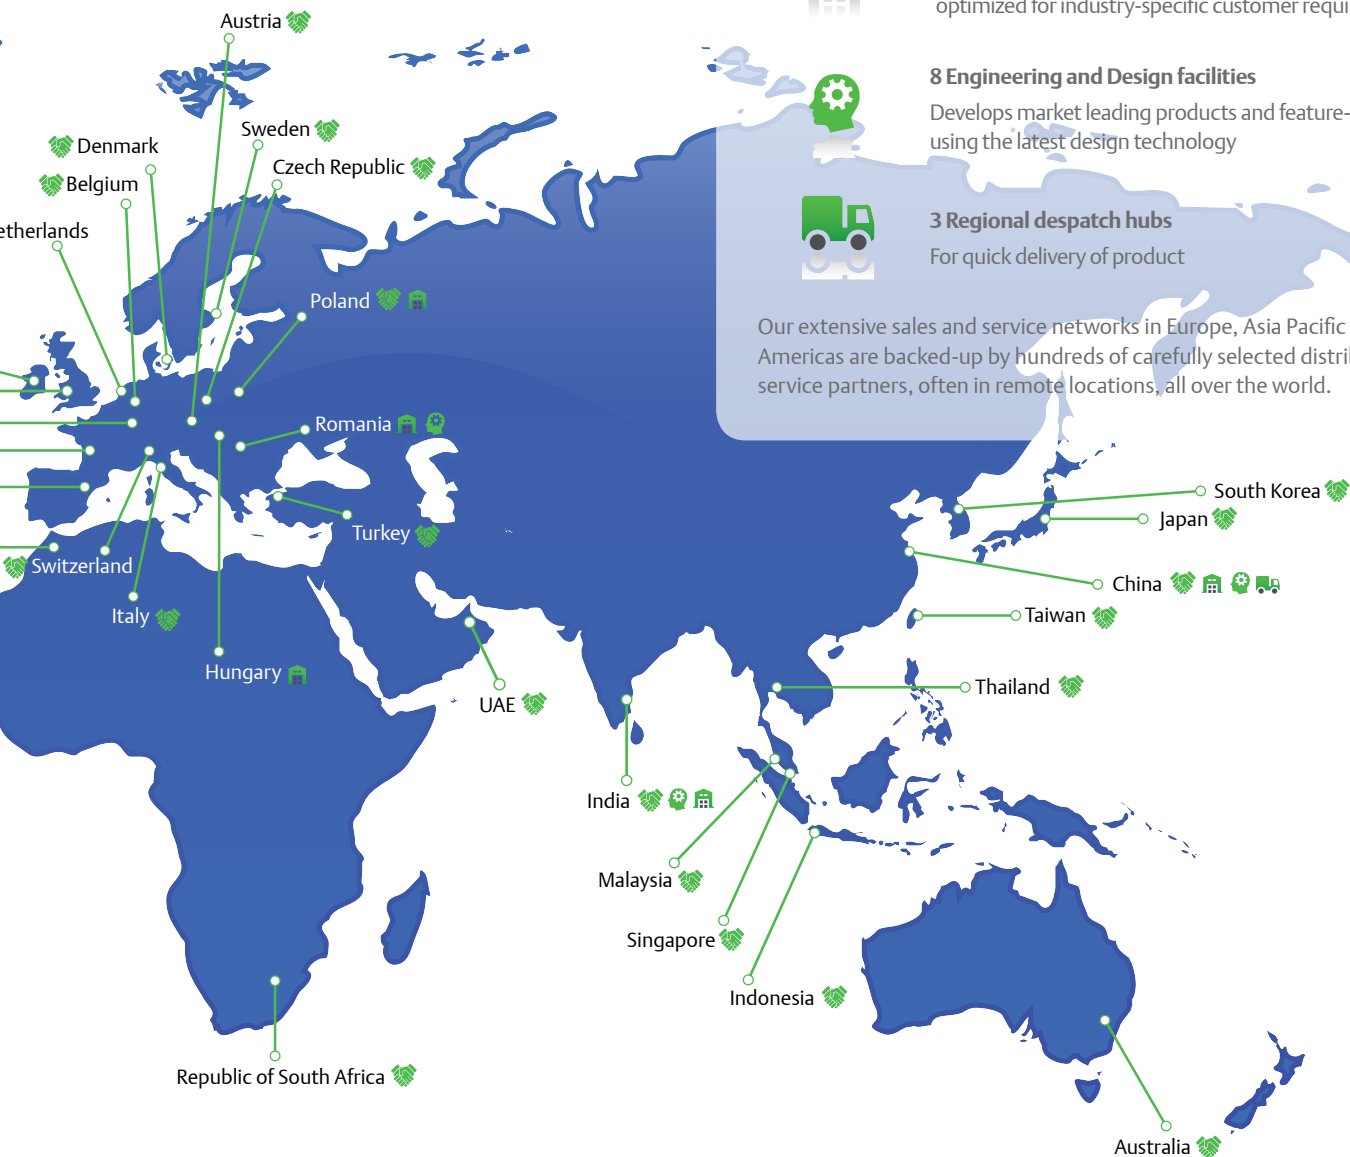 optimized for industry-specific customer requi
8 Engineering and Design facilities
Develops market leading products and feature-
using the latest design technology
3 Regional despatch hubs
For quick delivery of product
Our extensive sales and service networks in Europe, Asia Pacific
Americas are backed-up by hundreds of carefully selected distri
service partners, often in remote locations, all over the world.
Austria
Sweden
Denmark
Czech Republic
Belgium
etherlands
Poland
Romania
Turkey
Switzerland
Italy
Hungary
UAE
South Korea
Japan
China
Taiwan
Thailand
India
Malaysia
Singapore
Indonesia
Republic of South Africa
Australia